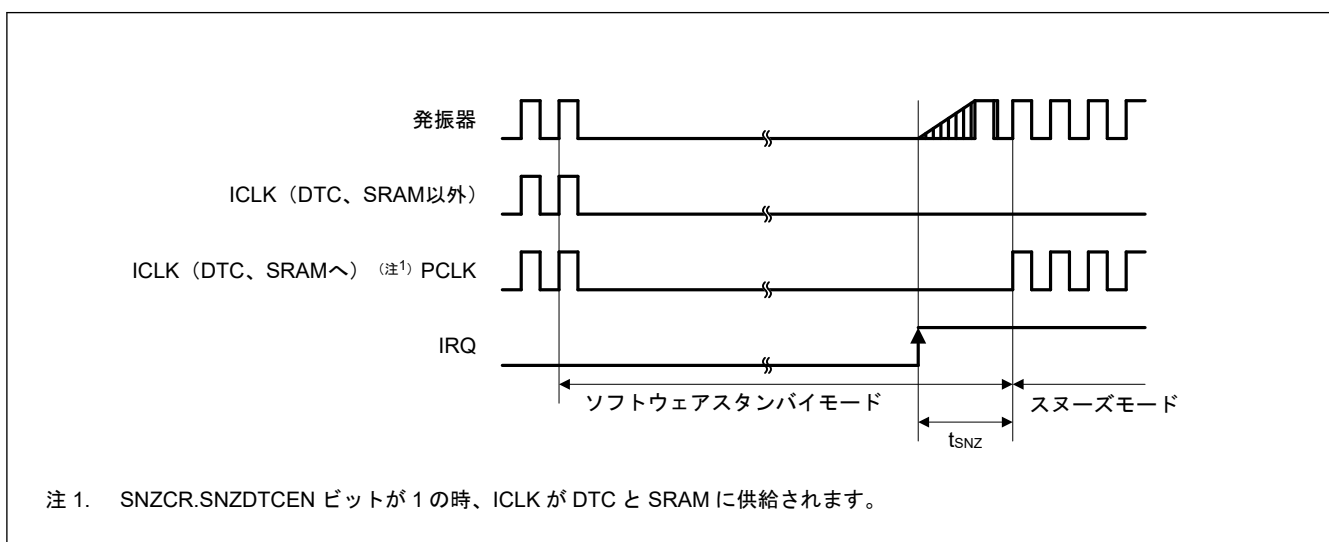 発振器
ICLK（DTC、SRAM以外）
ICLK（DTC、SRAMへ）（注1）PCLK
IRQ
ソフトウェアスタンバイモード
スヌーズモード
tSNZ
注 1. SNZCR.SNZDTCEN ビットが 1 の時、ICLK が DTC と SRAM に供給されます。